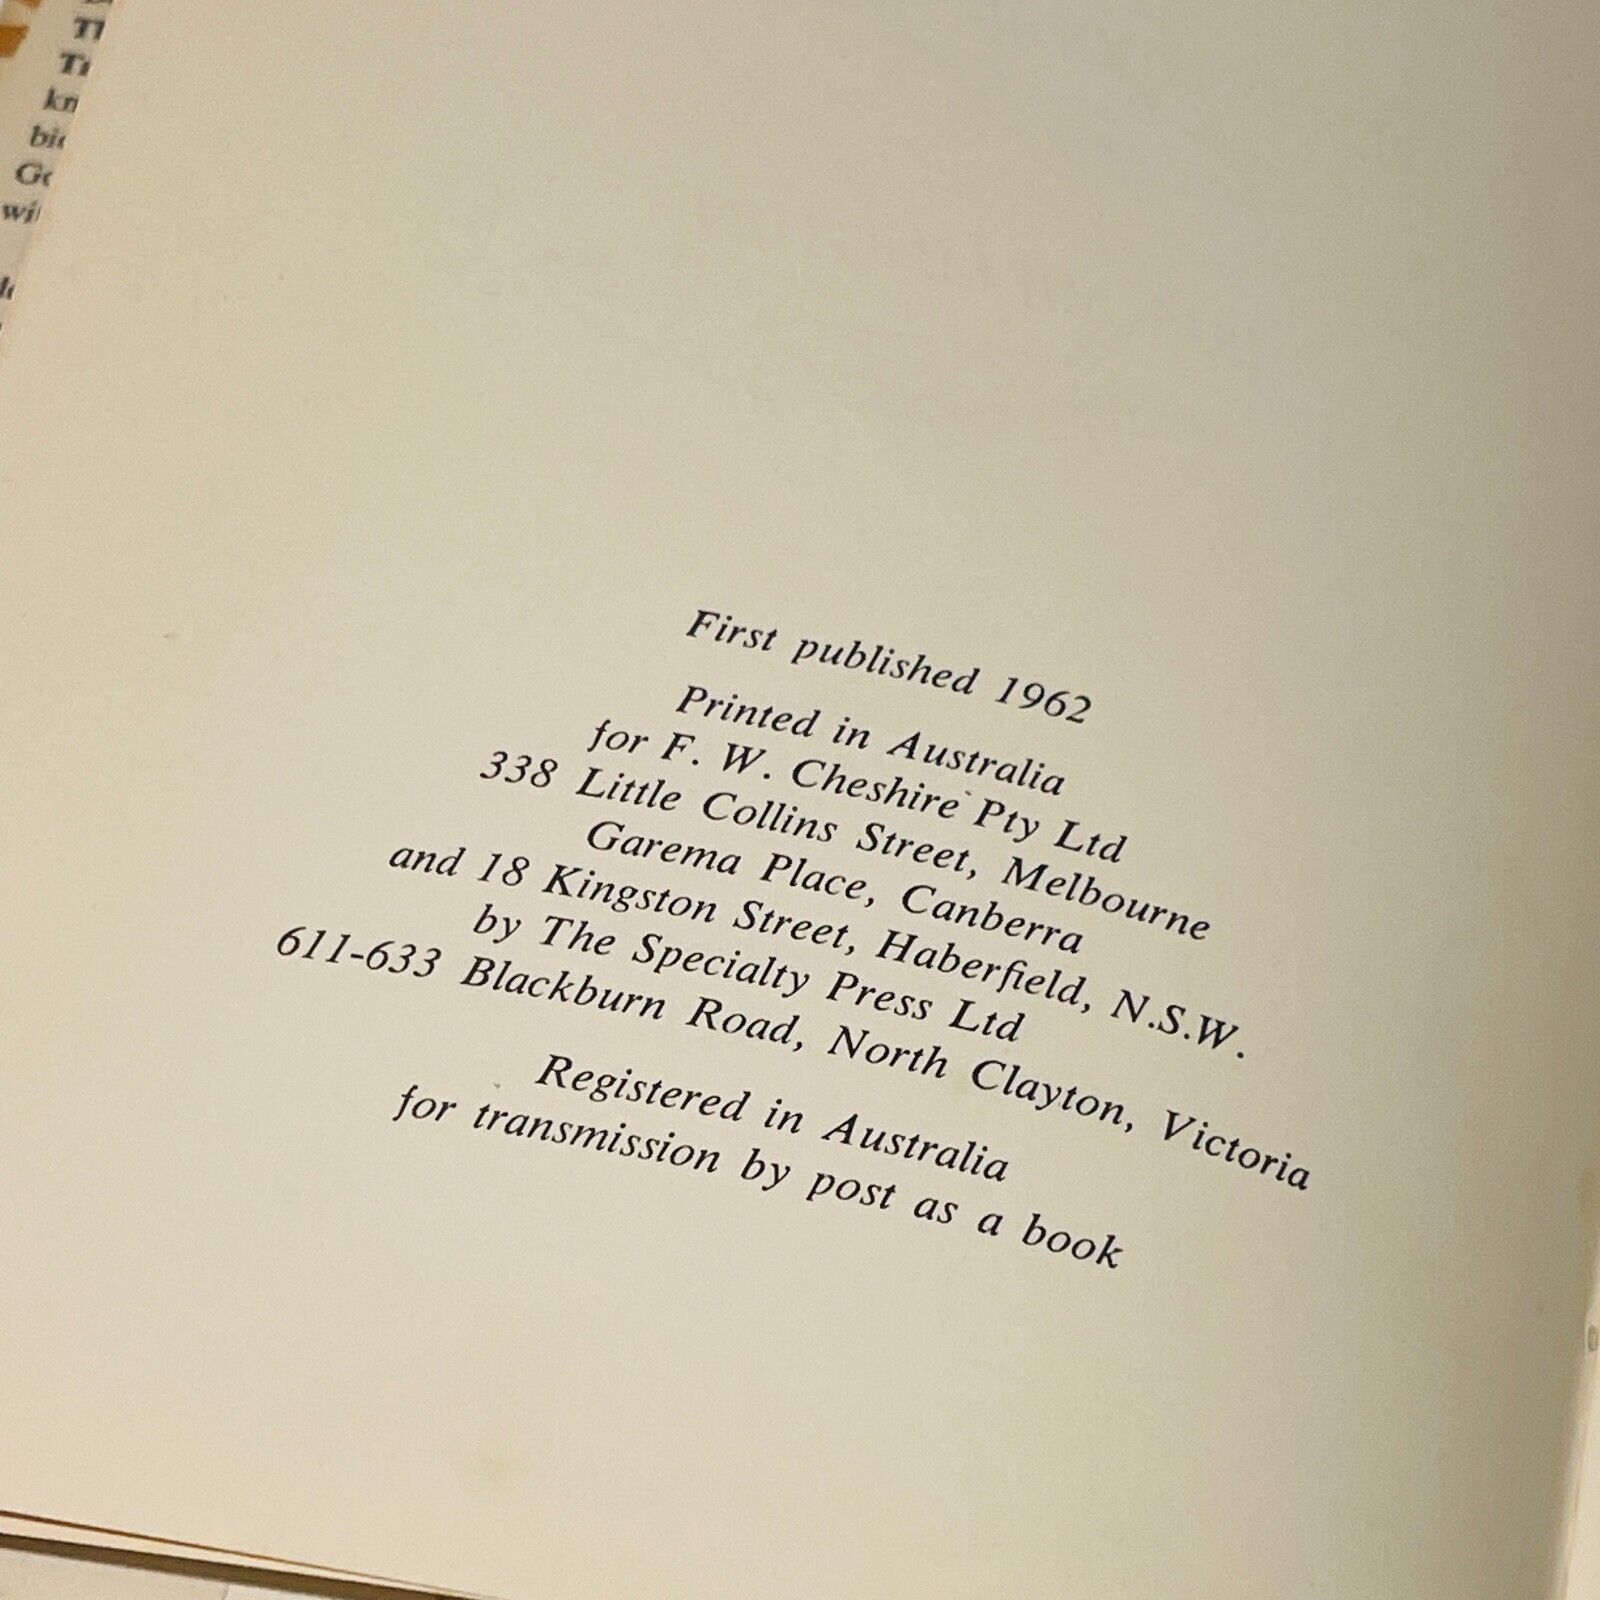 First published 1962
Printed in Australia
for F. W. Cheshire Pty Ltd
338 Little Collins Street, Melbourne
Garema Place, Canberra
and 18 Kingston Street, Haberfield, N.S.W.
by The Specialty Press Ltd
611-633 Blackburn Road, North Clayton, Victoria
Registered in Australia
for transmission by post as a book